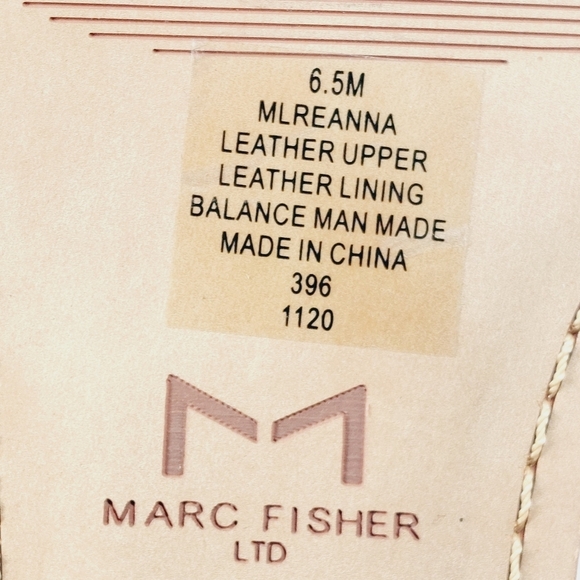 6.5M
MLREANNA
LEATHER UPPER
LEATHER LINING
BALANCE MAN MADE
MADE IN CHINA
396
1120
MARC FISHER
LTD